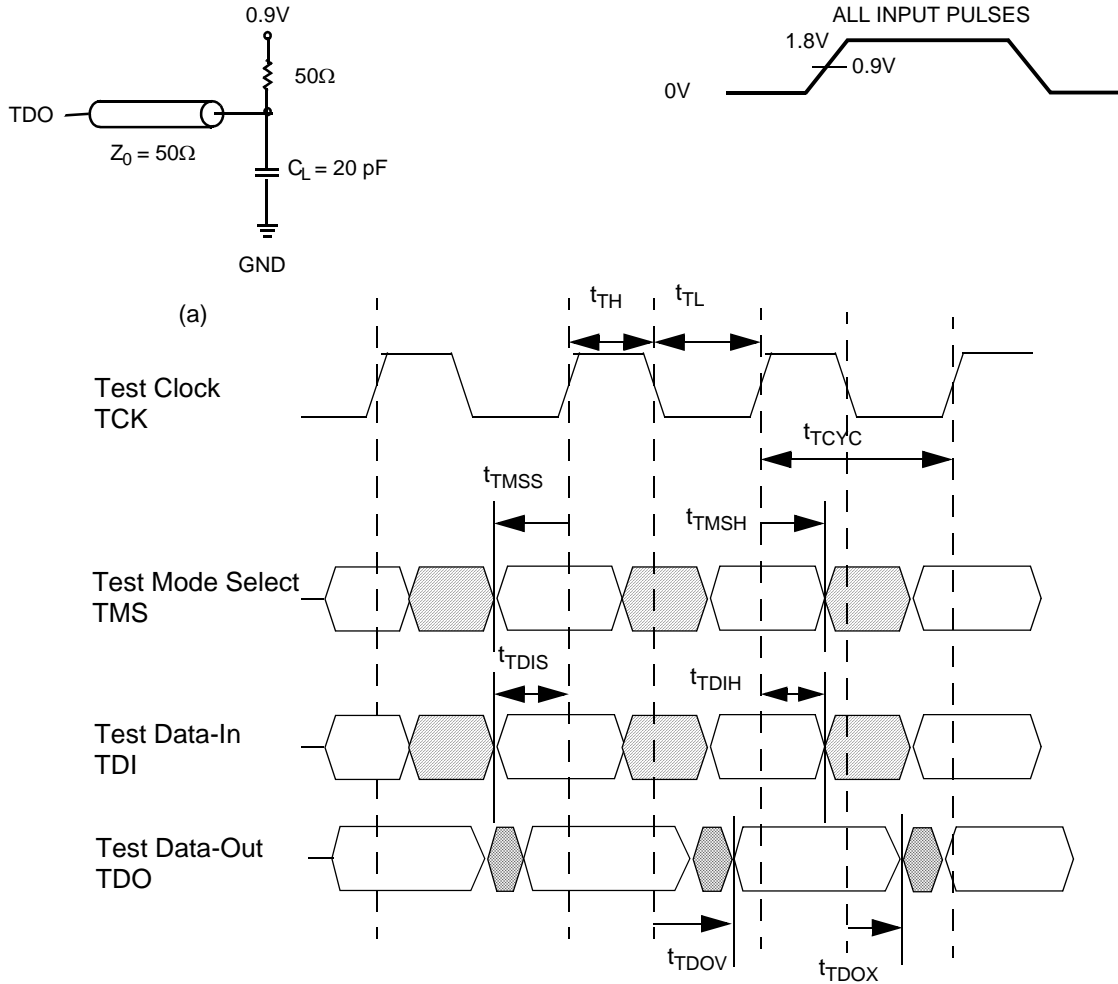 0.9V
50Ω
TDO
Z0 = 50Ω
CL = 20 pF
GND
(a)
ALL INPUT PULSES
1.8V
0.9V
0V
tTH
tTL
Test Clock
TCK
tTCYC
tTMSS
tTMSH
Test Mode Select
TMS
tTDIS
tTDIH
Test Data-In
TDI
Test Data-Out
TDO
tTDOV
tTDOX